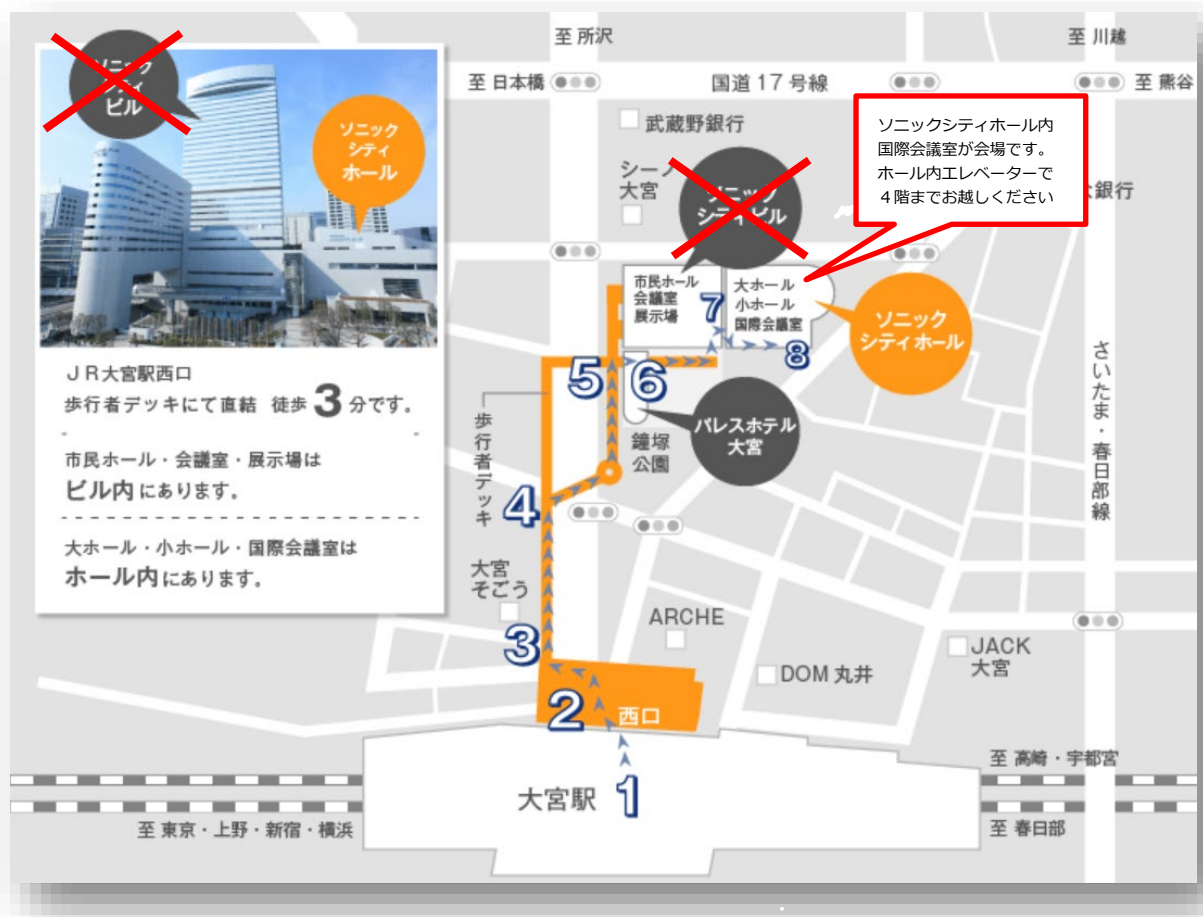 ソニック
シティ
ビル
ソニック
シティ
ホール
JR大宮駅西口
歩行者デッキにて直結 徒歩3分です。
市民ホール・会議室・展示場は
ビル内にあります。
大ホール・小ホール・国際会議室は
ホール内にあります。
至 所沢
至 川越
至 日本橋
国道17号線
至 熊谷
武蔵野銀行
ソニックシティホール内
国際会議室が会場です。
ホール内エレベーターで
4階までお越しください
シーノ
大宮
ソニック
シティビル
銀行
市民ホール
会議室
展示場
7
大ホール
小ホール
国際会議室
8
ソニック
シティホール
5
6
パレスホテル
大宮
鐘塚
公園
歩行者デッキ
さいたま・春日部線
4
大宮
そごう
3
ARCHE
JACK
大宮
DOM 丸井
2
西口
大宮駅
1
至 高崎・宇都宮
至 東京・上野・新宿・横浜
至 春日部